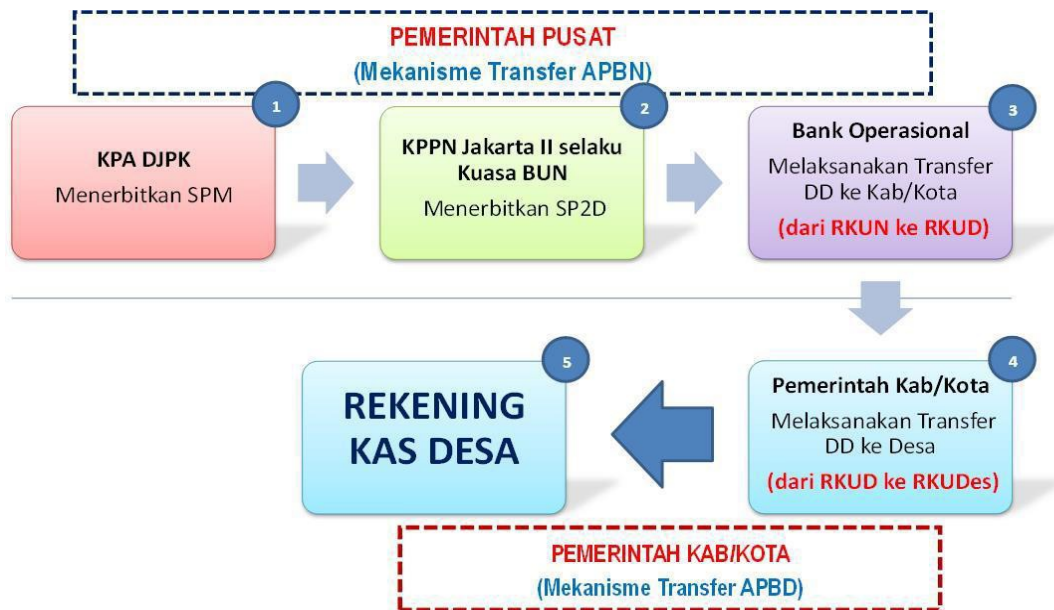 PEMERINTAH PUSAT
(Mekanisme Transfer APBN)
1
KPA DJPK
Menerbitkan SPM
2
KPPN Jakarta II selaku
Kuasa BUN
Menerbitkan SP2D
3
Bank Operasional
Melaksanakan Transfer
DD ke Kab/Kota
(dari RKUN ke RKUD)
4
Pemerintah Kab/Kota
Melaksanakan Transfer
DD ke Desa
(dari RKUD ke RKUDes)
5
REKENING
KAS DESA
PEMERINTAH KAB/KOTA
(Mekanisme Transfer APBD)